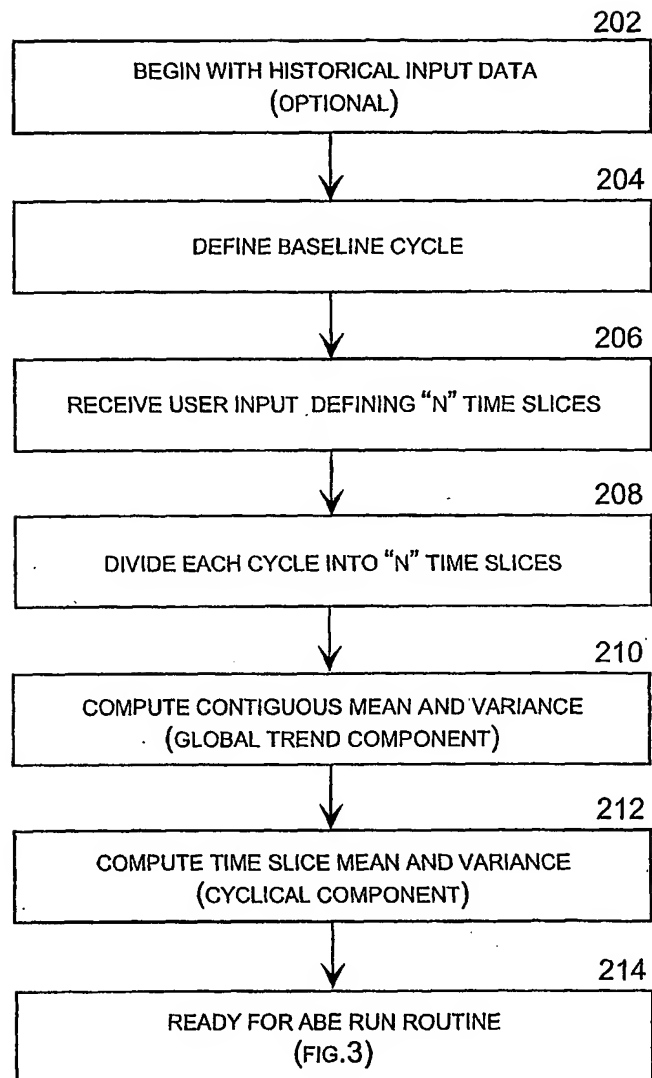 202
BEGIN WITH HISTORICAL INPUT DATA
(OPTIONAL)
204
DEFINE BASELINE CYCLE
206
RECEIVE USER INPUT DEFINING “N” TIME SLICES
208
DIVIDE EACH CYCLE INTO “N” TIME SLICES
210
COMPUTE CONTIGUOUS MEAN AND VARIANCE
(GLOBAL TREND COMPONENT)
212
COMPUTE TIME SLICE MEAN AND VARIANCE
(CYCLICAL COMPONENT)
214
READY FOR ABE RUN ROUTINE
(FIG.3)